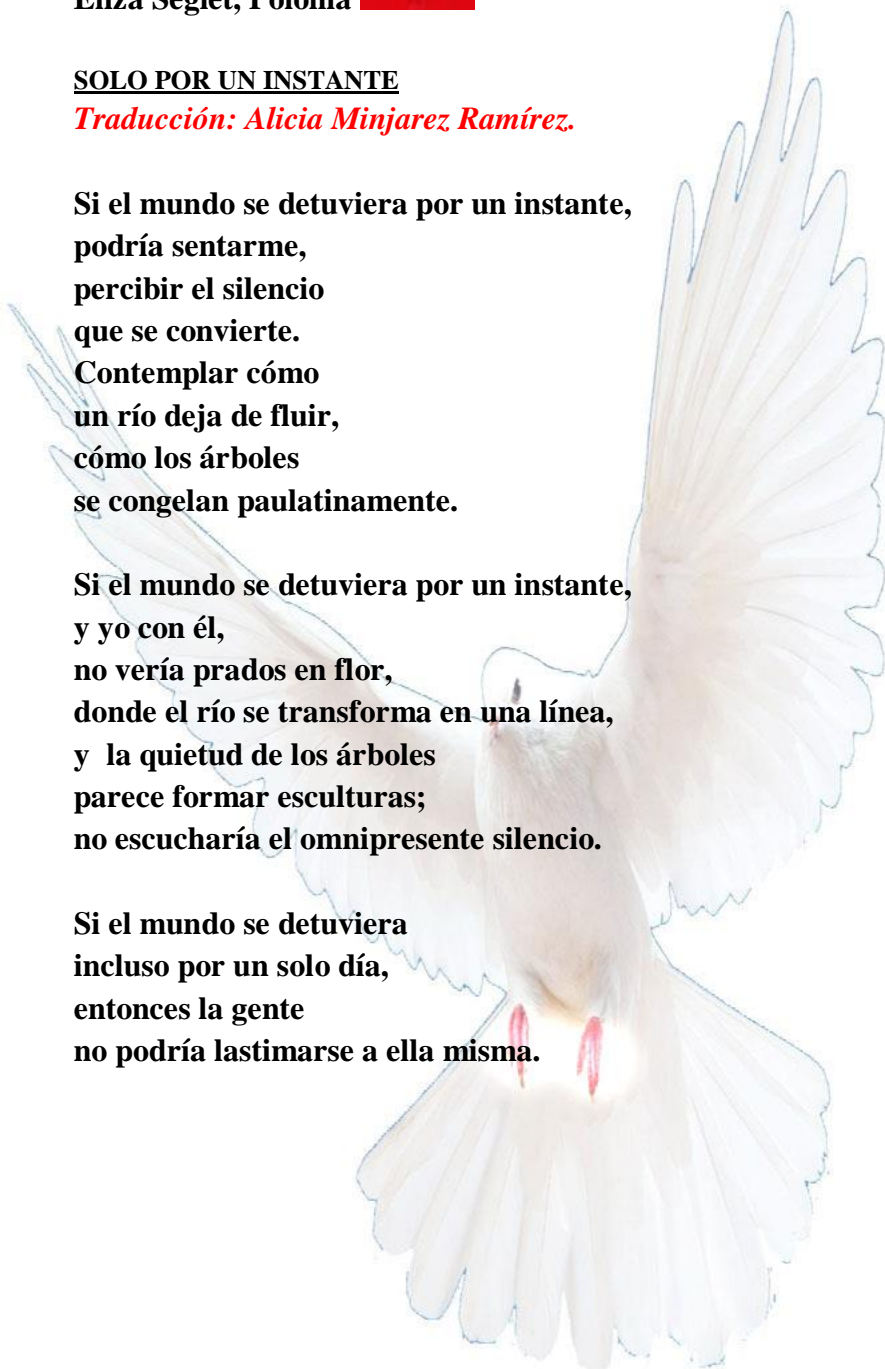 Eliza Segiet, Polonia
SOLO POR UN INSTANTE
Traducción: Alicia Minjarez Ramírez.
Si el mundo se detuviera por un instante,
podría sentarme,
percibir el silencio
que se convierte.
Contemplar cómo
un río deja de fluir,
cómo los árboles
se congelan paulatinamente.
Si el mundo se detuviera por un instante,
y yo con él,
no vería prados en flor,
donde el río se transforma en una línea,
y  la quietud de los árboles
parece formar esculturas;
no escucharía el omnipresente silencio.
Si el mundo se detuviera
incluso por un solo día,
entonces la gente
no podría lastimarse a ella misma.